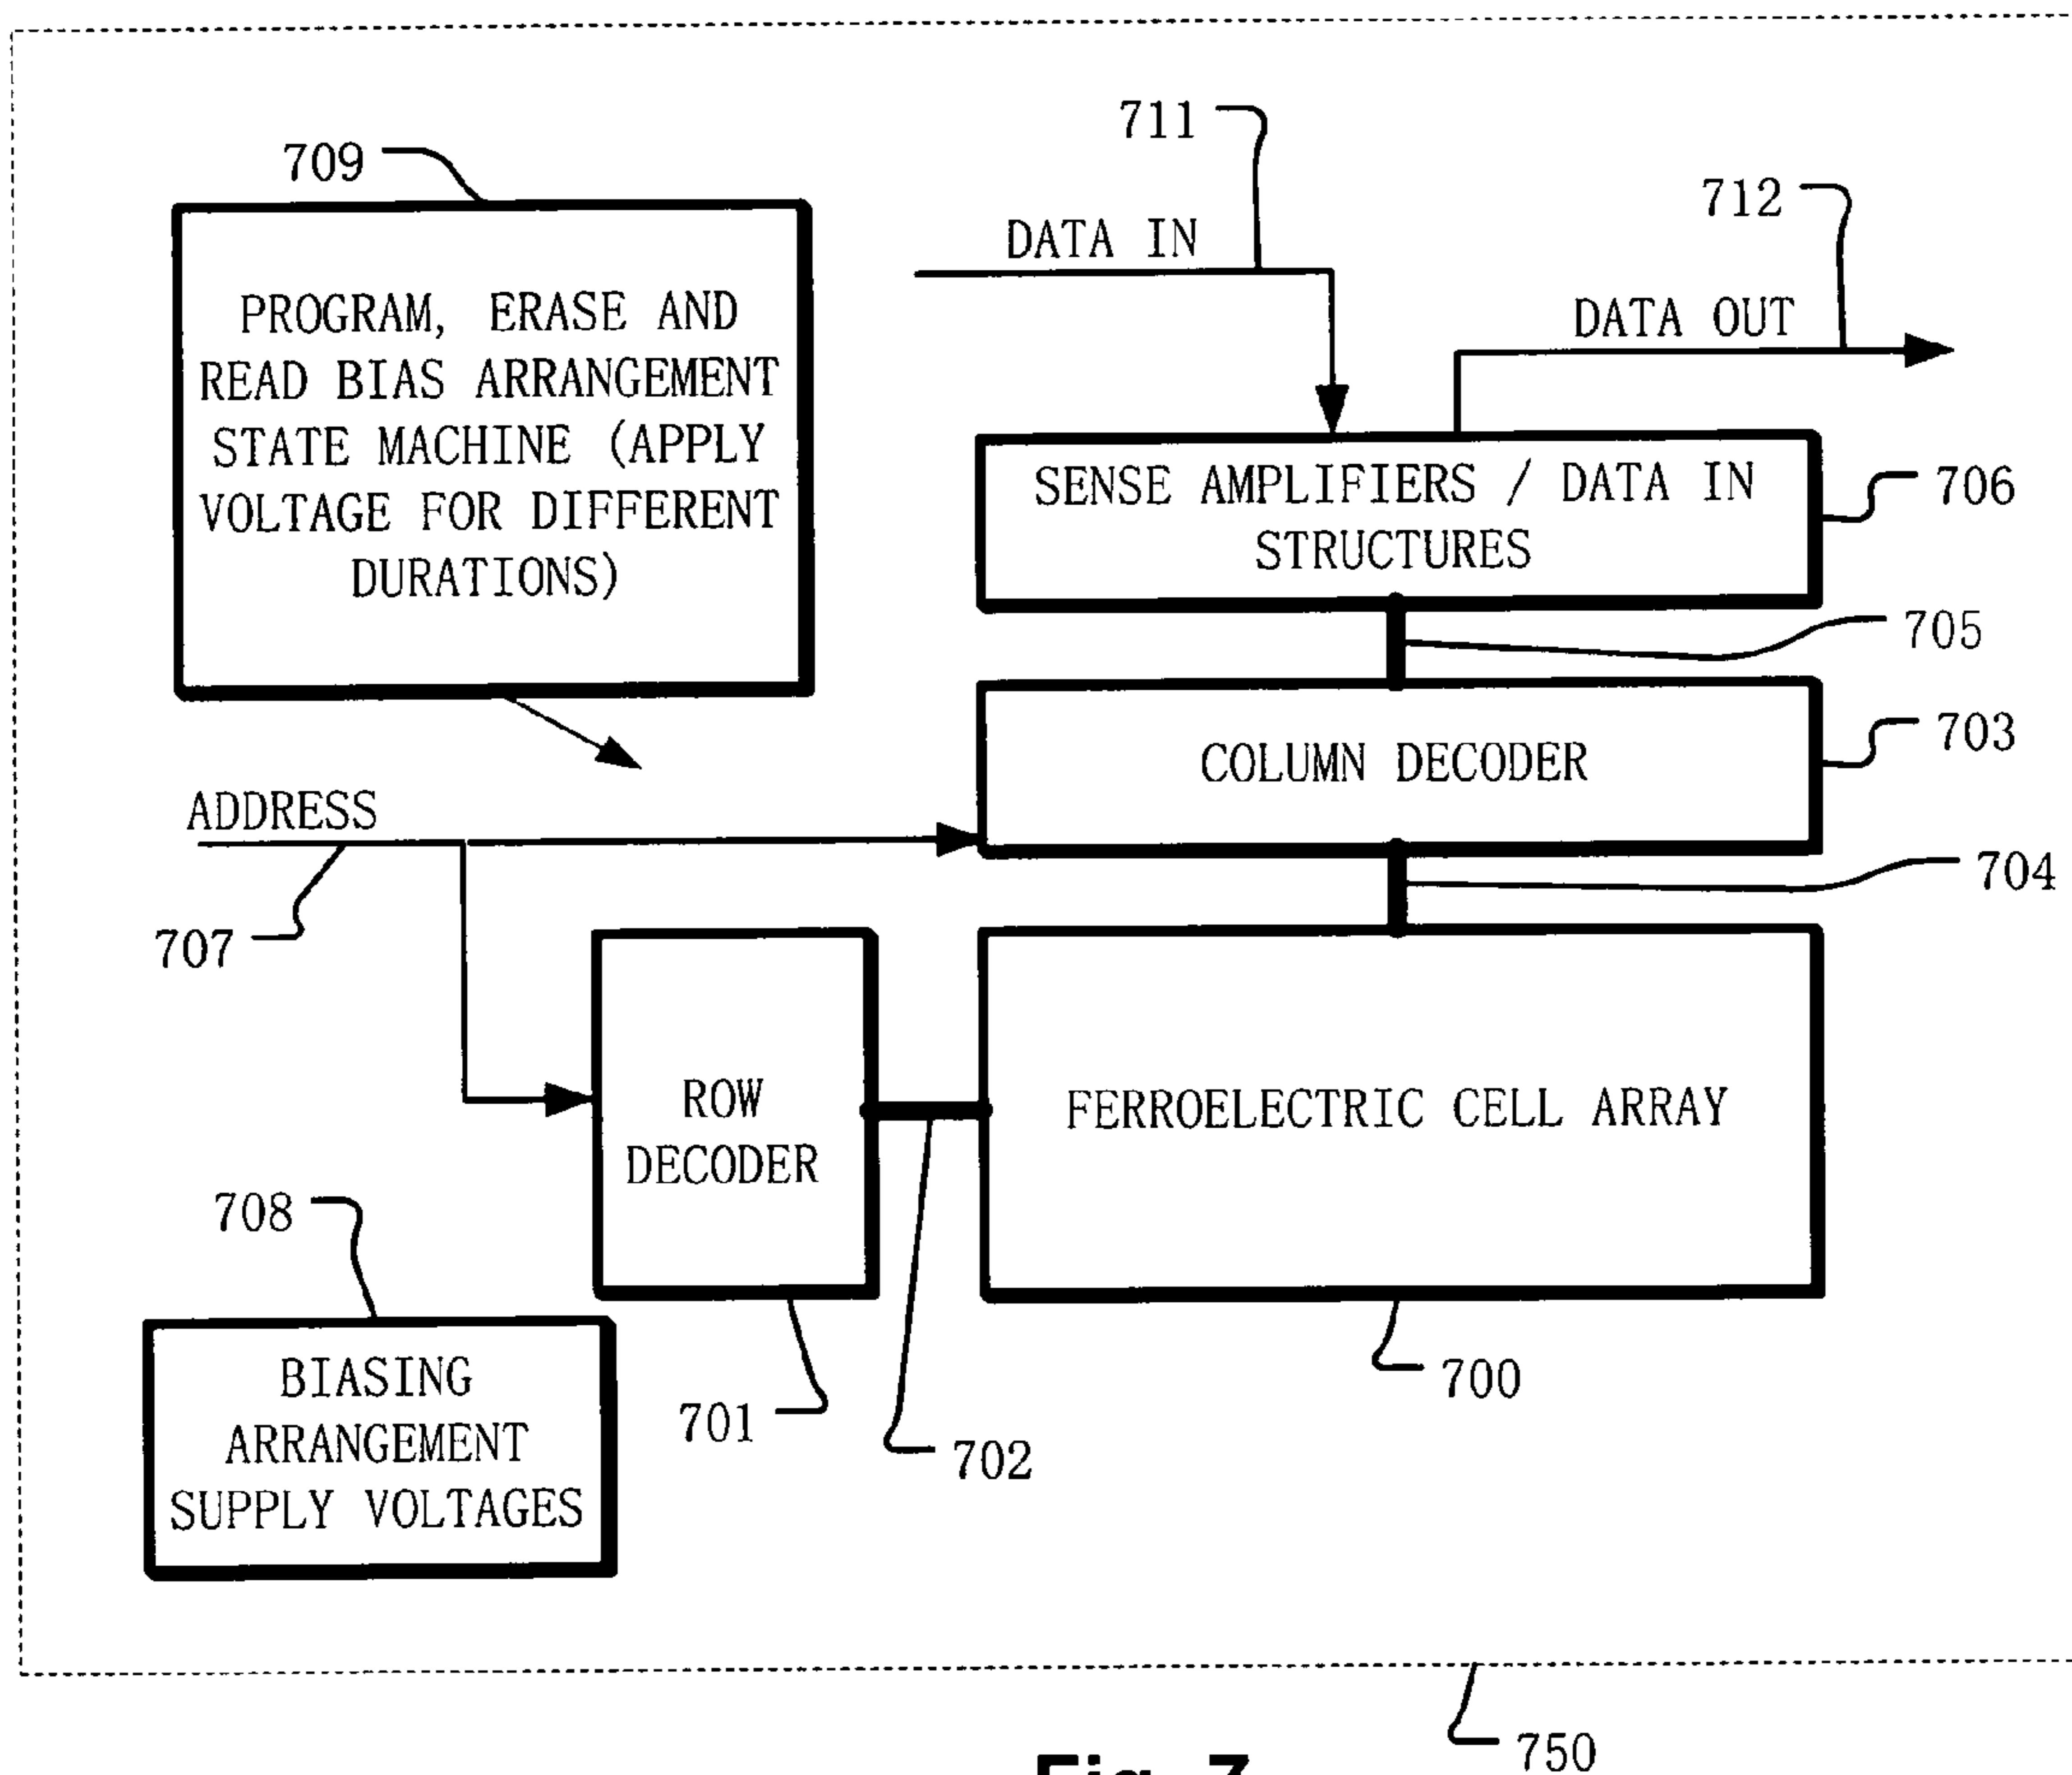 711
709
712
DATA IN
DATA OUT
PROGRAM, ERASE AND
READ BIAS ARRANGEMENT
STATE MACHINE (APPLY
VOLTAGE FOR DIFFERENT
DURATIONS)
SENSE AMPLIFIERS / DATA IN
STRUCTURES
706
705
COLUMN DECODER
703
ADDRESS
704
707
ROW
DECODER
FERROELECTRIC CELL ARRAY
708
BIASING
ARRANGEMENT
SUPPLY VOLTAGES
701
702
700
750